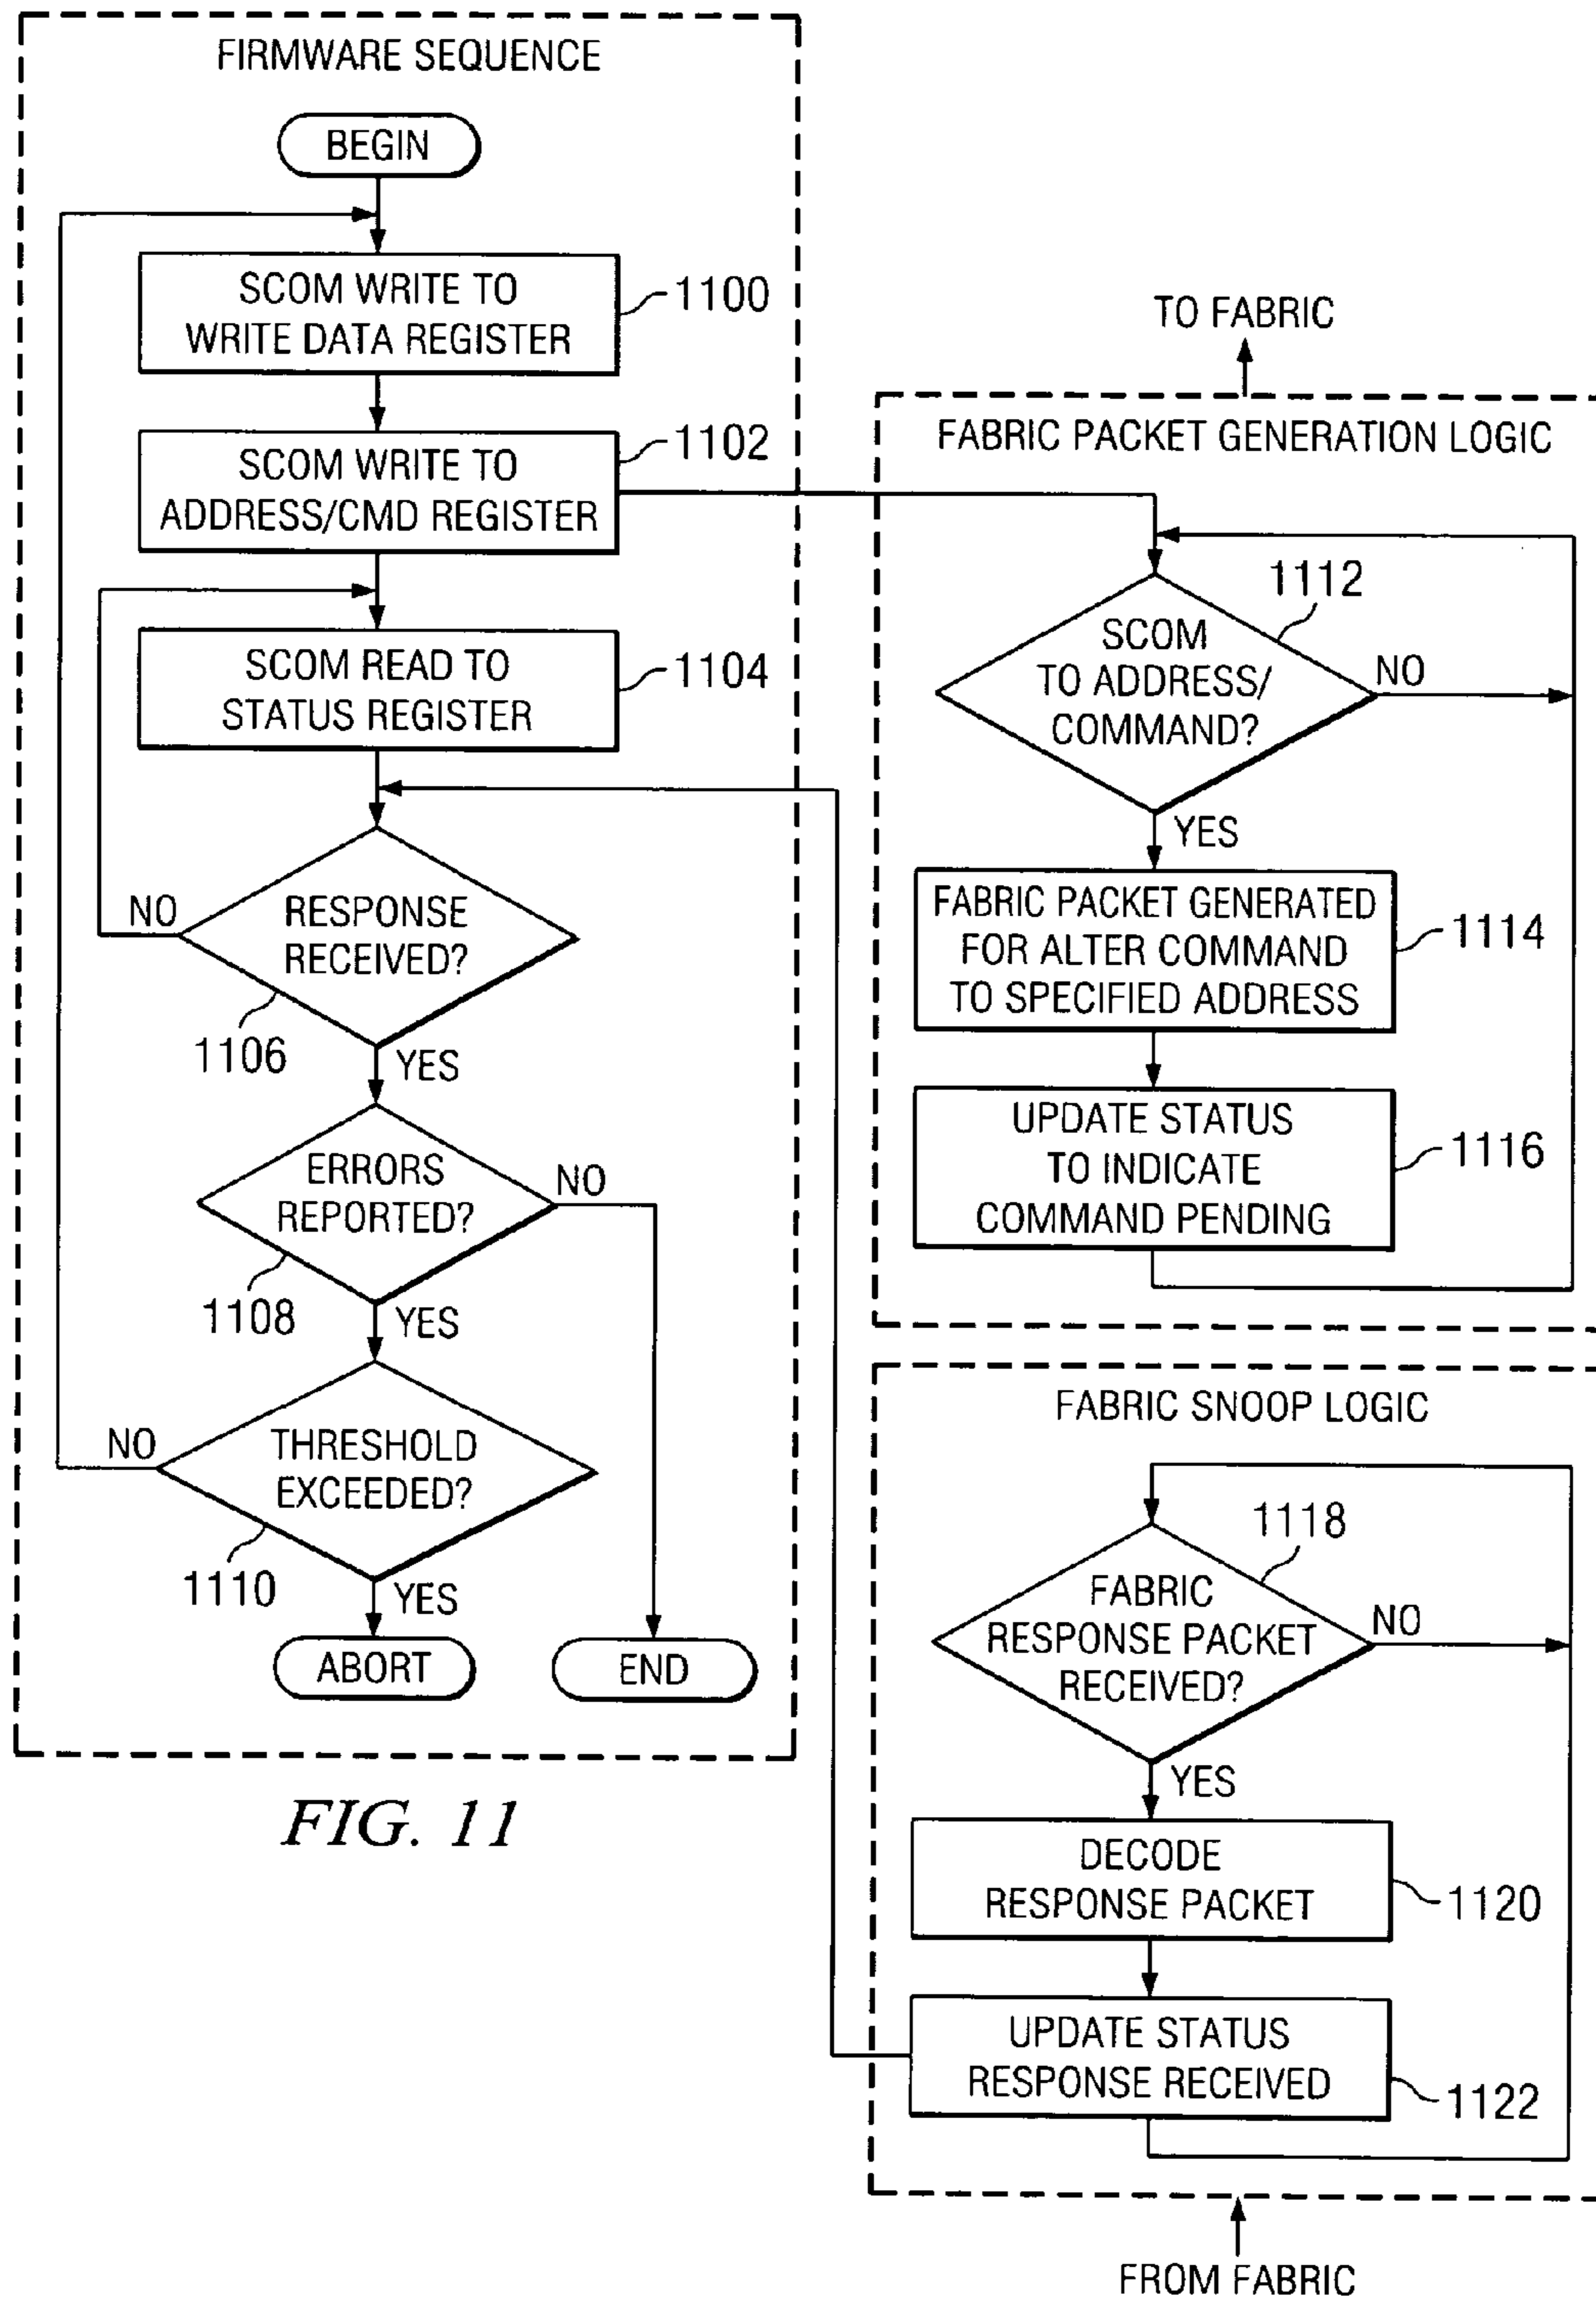 FIRMWARE SEQUENCE
BEGIN
SCOM WRITE TO
WRITE DATA REGISTER
1100
SCOM WRITE TO
ADDRESS/CMD REGISTER
1102
SCOM READ TO
STATUS REGISTER
1104
RESPONSE
RECEIVED?
NO
1106
YES
ERRORS
REPORTED?
NO
1108
YES
THRESHOLD
EXCEEDED?
NO
1110
YES
ABORT
END
FIG. 11
TO FABRIC
FABRIC PACKET GENERATION LOGIC
1112
SCOM
TO ADDRESS/
COMMAND?
NO
YES
FABRIC PACKET GENERATED
FOR ALTER COMMAND
TO SPECIFIED ADDRESS
1114
UPDATE STATUS
TO INDICATE
COMMAND PENDING
1116
FABRIC SNOOP LOGIC
1118
FABRIC
RESPONSE PACKET
RECEIVED?
NO
YES
DECODE
RESPONSE PACKET
1120
UPDATE STATUS
RESPONSE RECEIVED
1122
FROM FABRIC